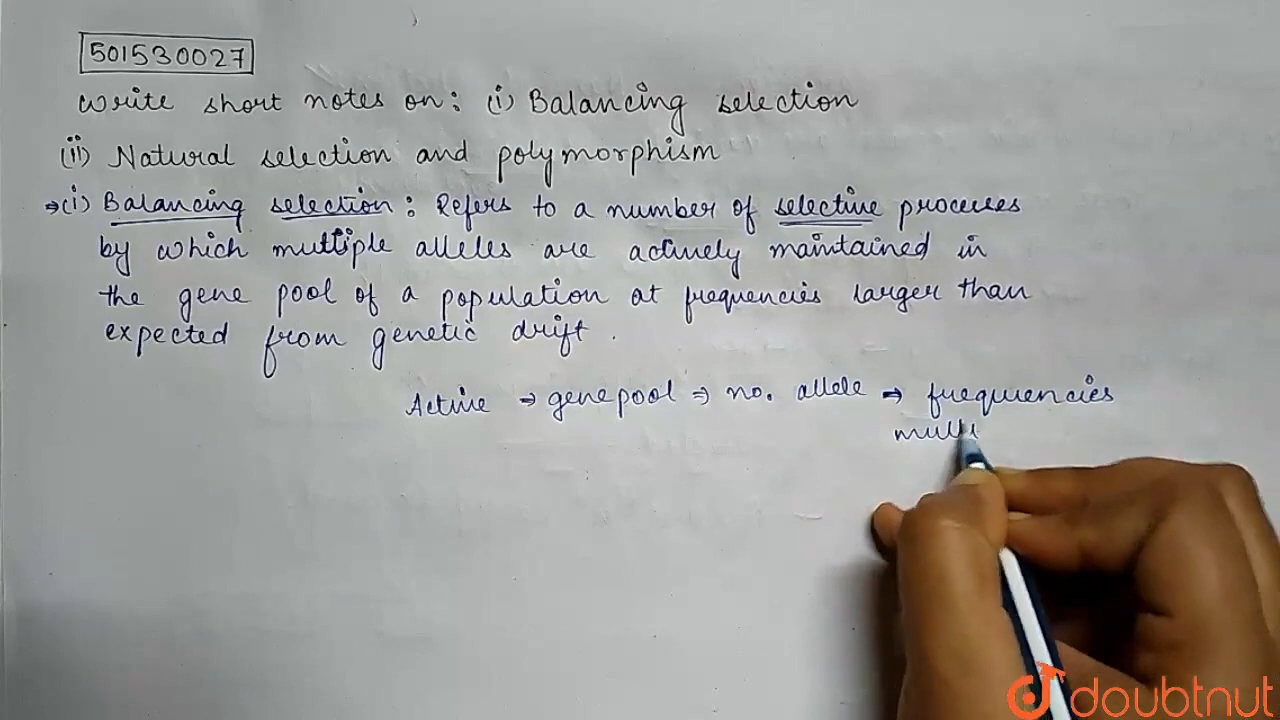 501530027
Write short notes on: (i) Balancing selection
(ii) Natural selection and polymorphism
⇒(i) Balancing selection: Refers to a number of selective processes
by which multiple alleles are actively maintained in
the gene pool of a population at frequencies larger than
expected from genetic drift.
Active ⇒ gene pool ⇒ no. allele ⇒ frequencies
doubtnut